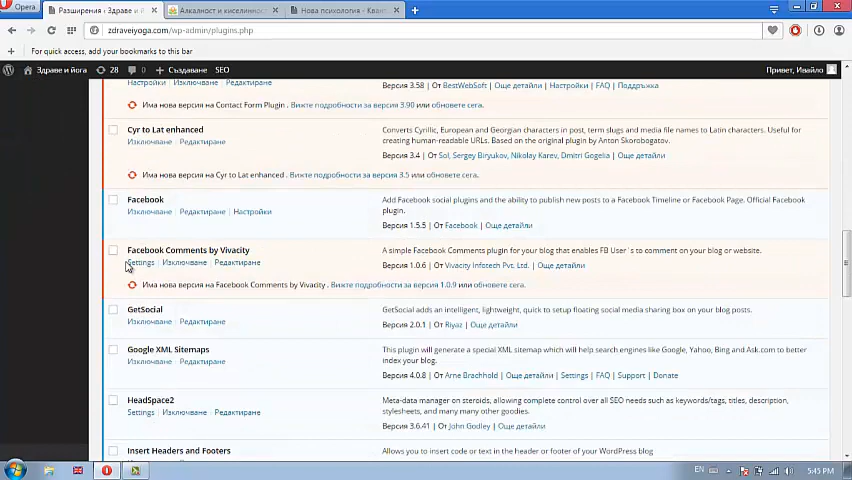 Opera
Разширения ‹ Здраве и й
Алкалност и киселиннос
Нова психология - Квант
zdraveiyoga.com/wp-admin/plugins.php
For quick access, add your bookmarks to this bar
Здраве и йога 28 0 + Създаване SEO Привет, Ивайло
Настройки | Изключване | Редактиране
Версия 3.58 | От BestWebSoft | Още детайли | Настройки | FAQ | Поддръжка
Има нова версия на Contact Form Plugin . Вижте подробности за версия 3.90 или обновете сега.
Cyr to Lat enhanced
Изключване | Редактиране
Converts Cyrillic, European and Georgian characters in post, term slugs and media file names to Latin characters. Useful for
creating human-readable URLs. Based on the original plugin by Anton Skorobogatov.
Версия 3.4 | От Sol, Sergey Biryukov, Nikolay Karev, Dmitri Gogelia | Още детайли
Има нова версия на Cyr to Lat enhanced . Вижте подробности за версия 3.5 или обновете сега.
Facebook
Изключване | Редактиране | Настройки
Add Facebook social plugins and the ability to publish new posts to a Facebook Timeline or Facebook Page. Official Facebook
plugin.
Версия 1.5.5 | От Facebook | Още детайли
Facebook Comments by Vivacity
Settings | Изключване | Редактиране
A simple Facebook Comments plugin for your blog that enables FB User`s to comment on your blog or website.
Версия 1.0.6 | От Vivacity Infotech Pvt. Ltd. | Още детайли
Има нова версия на Facebook Comments by Vivacity . Вижте подробности за версия 1.0.9 или обновете сега.
GetSocial
Изключване | Редактиране
GetSocial adds an intelligent, lightweight, quick to setup floating social media sharing box on your blog posts.
Версия 2.0.1 | От Riyaz | Още детайли
Google XML Sitemaps
Изключване | Редактиране
This plugin will generate a special XML sitemap which will help search engines like Google, Yahoo, Bing and Ask.com to better
index your blog.
Версия 4.0.8 | От Arne Brachhold | Още детайли | Settings | FAQ | Support | Donate
HeadSpace2
Settings | Изключване | Редактиране
Meta-data manager on steroids, allowing complete control over all SEO needs such as keywords/tags, titles, description,
stylesheets, and many many other goodies.
Версия 3.6.41 | От John Godley | Още детайли
Insert Headers and Footers
Allows you to insert code or text in the header or footer of your WordPress blog
EN 5:45 PM